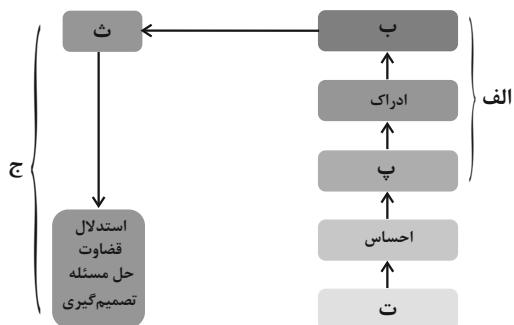 ب
ث
الف
ادراک
پ
ج
احساس
استدلال
قضاوت
حل مسئله
تصمیم‌گیری
ت